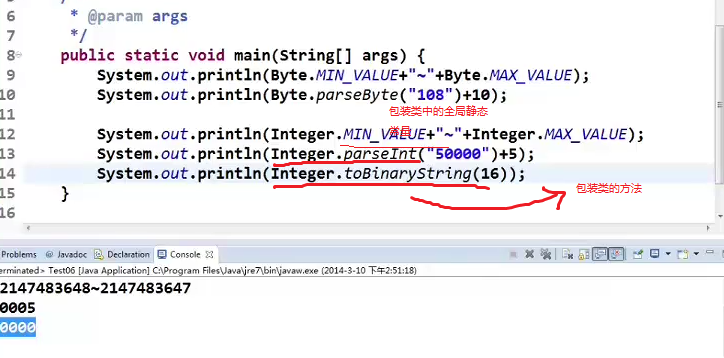 * @param args
*/
8 public static void main(String[] args) {
9 System.out.println(Byte.MIN_VALUE+"~"+Byte.MAX_VALUE);
10 System.out.println(Byte.parseByte("108")+10);
包装类中的全局静态
11
常量
12 System.out.println(Integer.MIN_VALUE+"~"+Integer.MAX_VALUE);
13 System.out.println(Integer.parseInt("50000")+5);
14 System.out.println(Integer.toBinaryString(16));
包装类的方法
15 }
16
Problems @ Javadoc Declaration Console
erminated> Test06 [Java Application] C:\Program Files\Java\jre7\bin\javaw.exe (2014-3-10 下午2:51:18)
2147483648~2147483647
0005
0000